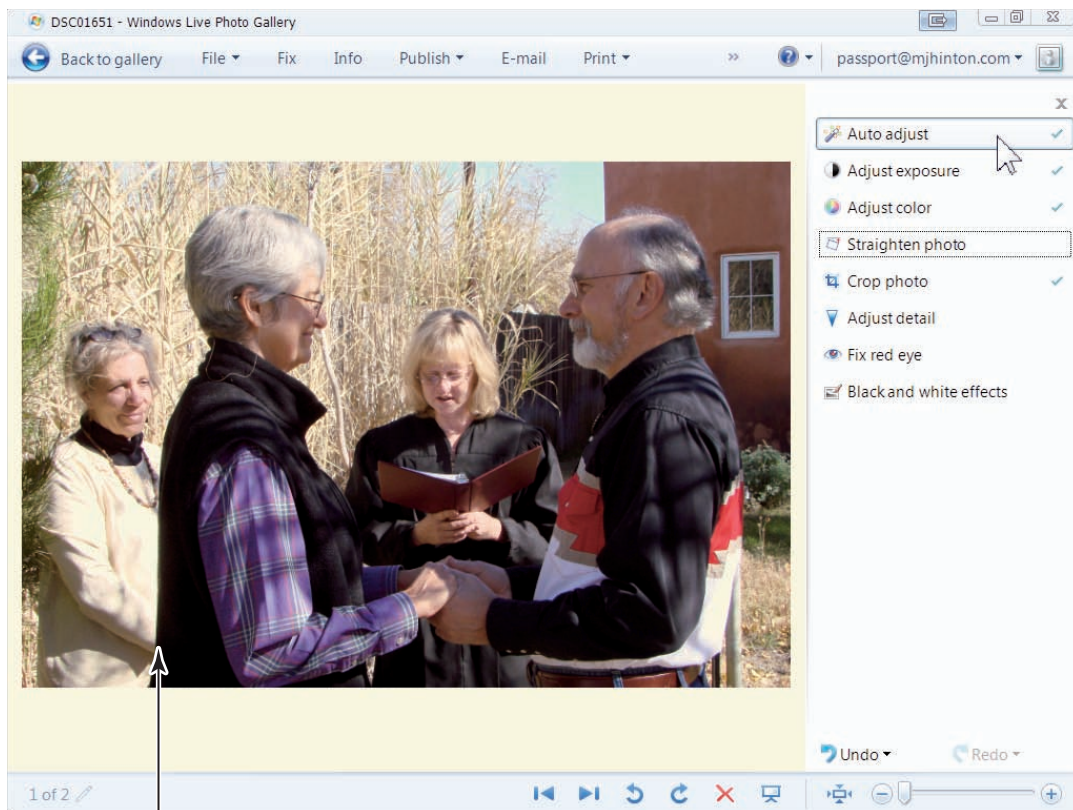 DSC01651 - Windows Live Photo Gallery
Back to gallery File Fix Info Publish E-mail Print » passport@mjhinton.com
Auto adjust
Adjust exposure
Adjust color
Straighten photo
Crop photo
Adjust detail
Fix red eye
Black and white effects
Undo Redo
1 of 2